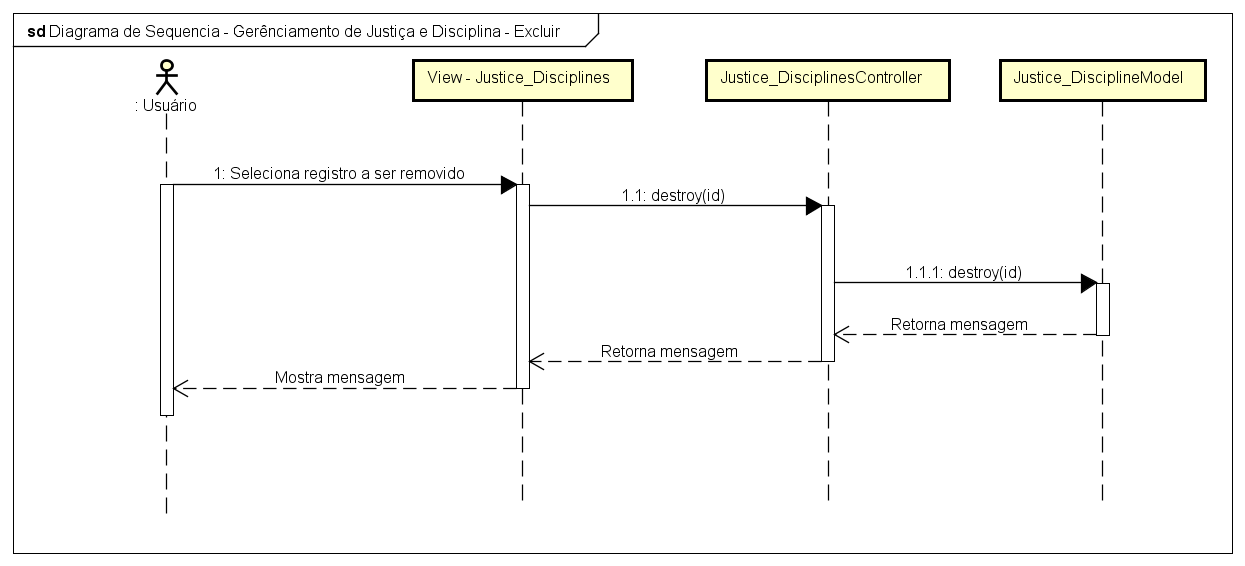 sd Diagrama de Sequencia - Gerênciamento de Justiça e Disciplina - Excluir
: Usuário
View - Justice_Disciplines
Justice_DisciplinesController
Justice_DisciplineModel
1: Seleciona registro a ser removido
1.1: destroy(id)
1.1.1: destroy(id)
Retorna mensagem
Retorna mensagem
Mostra mensagem